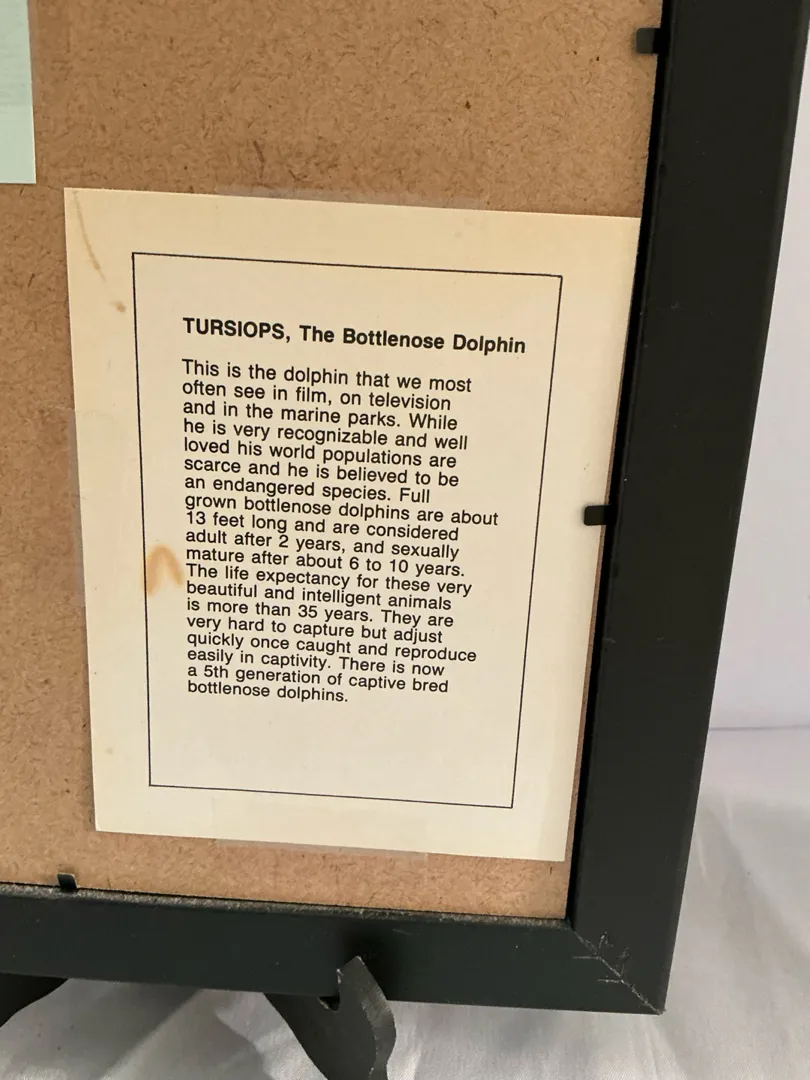 TURSIOPS, The Bottlenose Dolphin
This is the dolphin that we most
often see in film, on television
and in the marine parks. While
he is very recognizable and well
loved his world populations are
scarce and he is believed to be
an endangered species. Full
grown bottlenose dolphins are about
13 feet long and are considered
adult after 2 years, and sexually
mature after about 6 to 10 years.
The life expectancy for these very
beautiful and intelligent animals
is more than 35 years. They are
very hard to capture but adjust
quickly once caught and reproduce
easily in captivity. There is now
a 5th generation of captive bred
bottlenose dolphins.